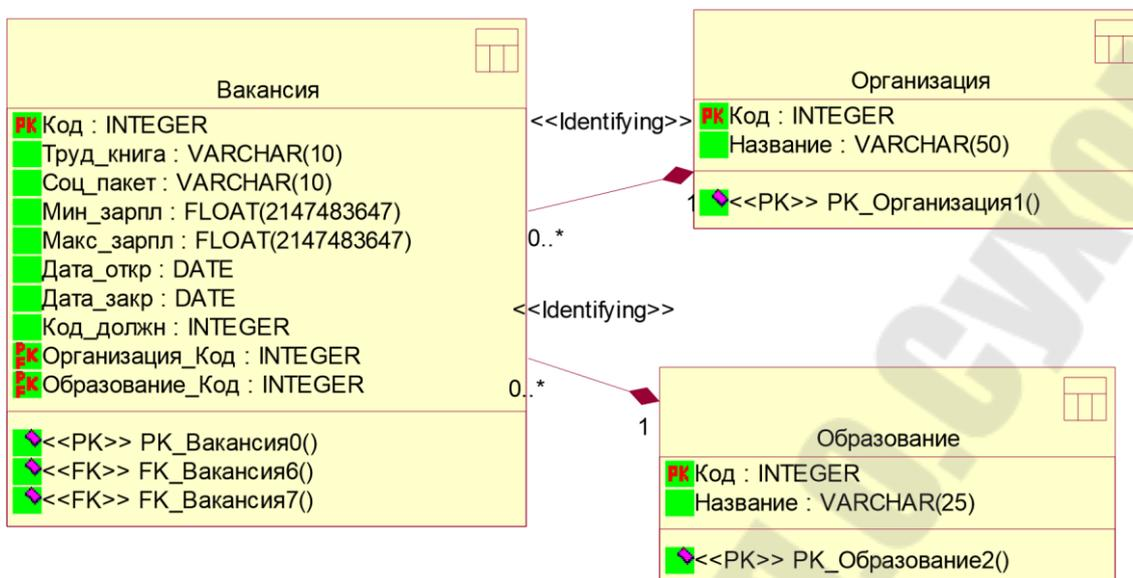 Вакансия
PK Код : INTEGER
Труд_книга : VARCHAR(10)
Соц_пакет : VARCHAR(10)
Мин_зарпл : FLOAT(2147483647)
Макс_зарпл : FLOAT(2147483647)
Дата_откр : DATE
Дата_закр : DATE
Код_должн : INTEGER
PF K Организация_Код : INTEGER
PF K Образование_Код : INTEGER
<<PK>> PK_Вакансия0()
<<FK>> FK_Вакансия6()
<<FK>> FK_Вакансия7()
<<Identifying>>
1
0..*
<<Identifying>>
0..*
1
Организация
PK Код : INTEGER
Название : VARCHAR(50)
<<PK>> PK_Организация1()
Образование
PK Код : INTEGER
Название : VARCHAR(25)
<<PK>> PK_Образование2()